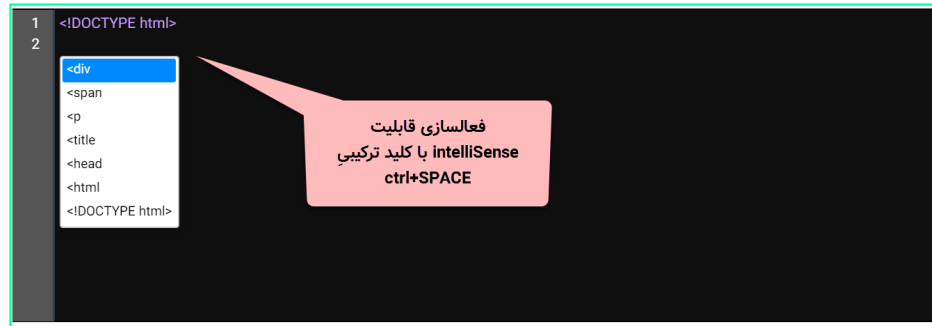 1 <!DOCTYPE html>
2
<div
<span
<p
<title
<head
<html
<!DOCTYPE html>
فعالسازی قابلیت
intelliSense با کلید ترکیبیِ
ctrl+SPACE